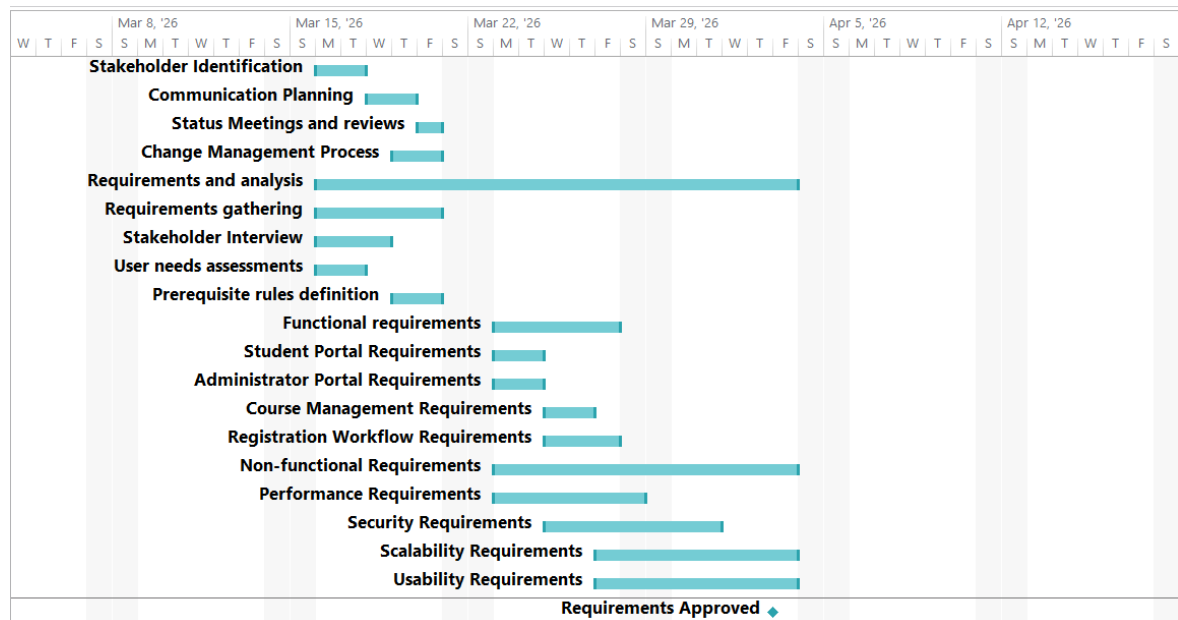 Mar 8, '26 Mar 15, '26 Mar 22, '26 Mar 29, '26 Apr 5, '26 Apr 12, '26
W T F S S M T W T F S S M T W T F S S M T W T F S S M T W T F S S M T W T F S S M T W T F S
Stakeholder Identification
Communication Planning
Status Meetings and reviews
Change Management Process
Requirements and analysis
Requirements gathering
Stakeholder Interview
User needs assessments
Prerequisite rules definition
Functional requirements
Student Portal Requirements
Administrator Portal Requirements
Course Management Requirements
Registration Workflow Requirements
Non-functional Requirements
Performance Requirements
Security Requirements
Scalability Requirements
Usability Requirements
Requirements Approved